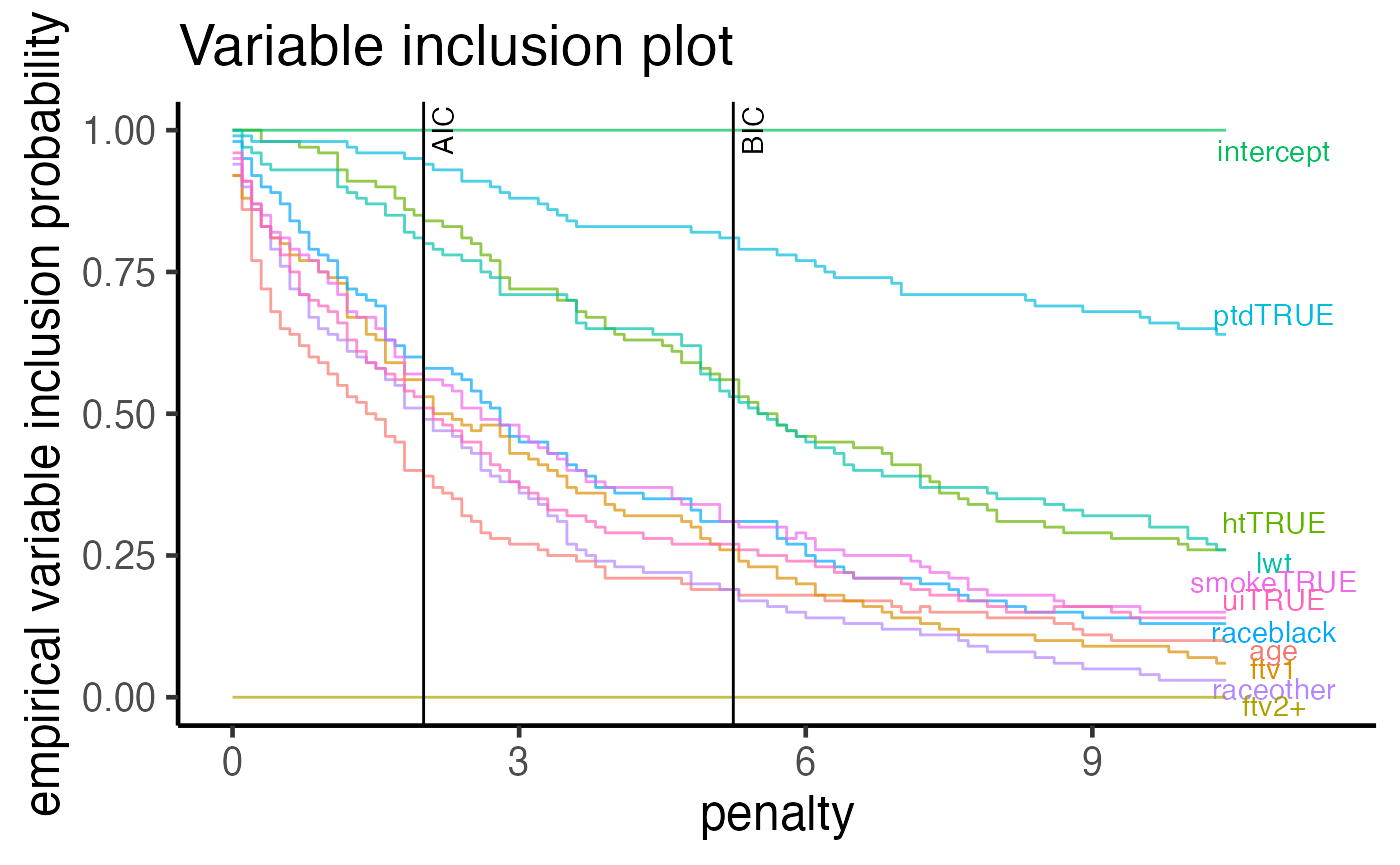 Variable inclusion plot
empirical variable inclusion probability
1.00
0.75
0.50
0.25
0.00
AIC
BIC
intercept
ptdTRUE
htTRUE
lwt
smokeTRUE
uiTRUE
raceblack
age
ftv1
raceother
ftv2+
0
3
6
9
penalty